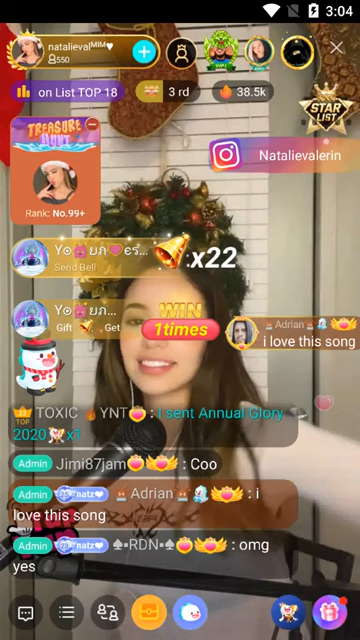 3:04
natalievalᴹᴵᴹ♥
550
on List TOP 18
3 rd
38.5k
STAR
LIST
TREASURE
HUNT
Natalievalerin
Rank: No.99+
Send Bell
x22
WIN
1times
Gift , Get
Adrian
i love this song
TOP
TOXIC YNT : I sent Annual Glory
2020 x1
Admin Jimi87jam : Coo
Admin natz Adrian : i
love this song
Admin natz ♠▪RDN▪♠ : omg
yes